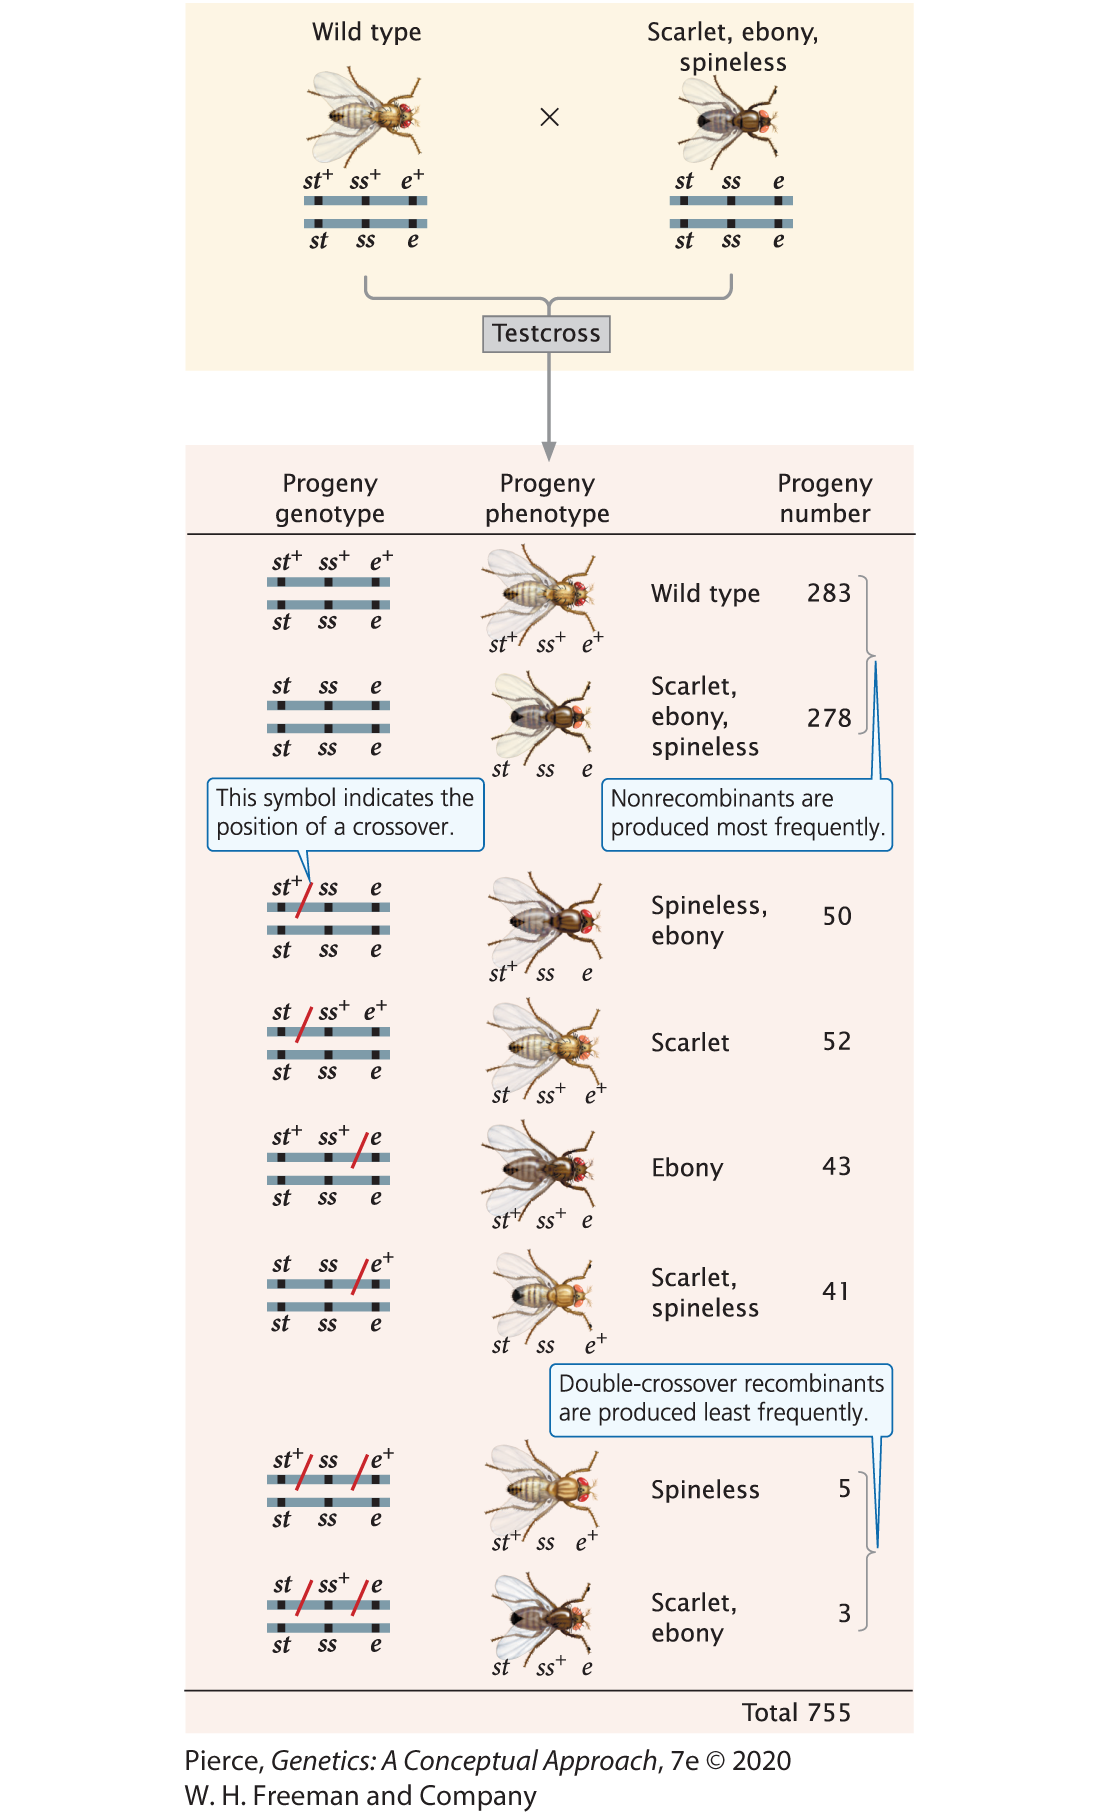 Wild type
Scarlet, ebony,
spineless
×
st+ ss+ e+
st ss e
st ss e
st ss e
Testcross
Progeny genotype
Progeny phenotype
Progeny number
st+ ss+ e+
st ss e
st+ ss+ e+
Wild type 283
st ss e
st ss e
st ss e
Scarlet,
ebony,
spineless
278
This symbol indicates the
position of a crossover.
Nonrecombinants are
produced most frequently.
st+ ss e
st ss e
st+ ss e
Spineless,
ebony
50
st ss+ e+
st ss e
st ss+ e+
Scarlet 52
st+ ss+ e
st ss e
st+ ss+ e
Ebony 43
st ss e+
st ss e
st ss e+
Scarlet,
spineless
41
Double-crossover recombinants
are produced least frequently.
st+ ss e+
st ss e
st+ ss e+
Spineless 5
st ss+ e
st ss e
st ss+ e
Scarlet,
ebony
3
Total 755
Pierce, Genetics: A Conceptual Approach, 7e © 2020
W. H. Freeman and Company